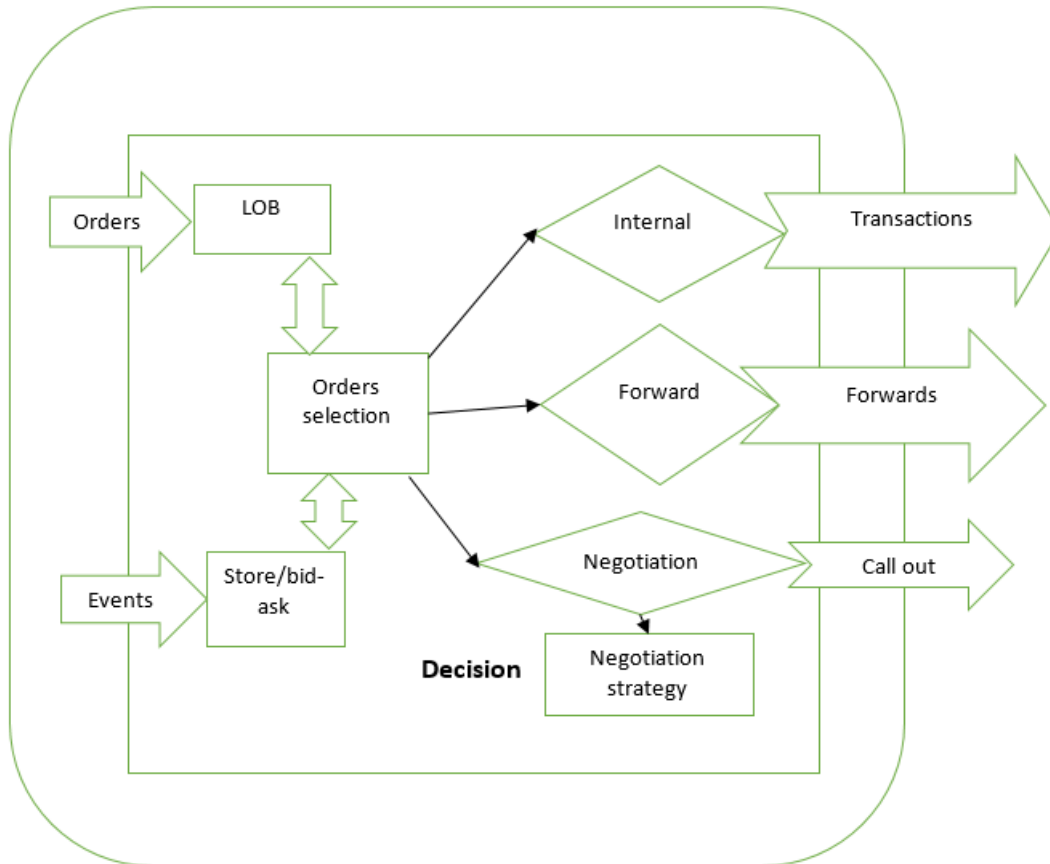 Orders
LOB
Internal
Transactions
Orders
selection
Forward
Forwards
Events
Store/bid-
ask
Negotiation
Call out
Decision
Negotiation
strategy